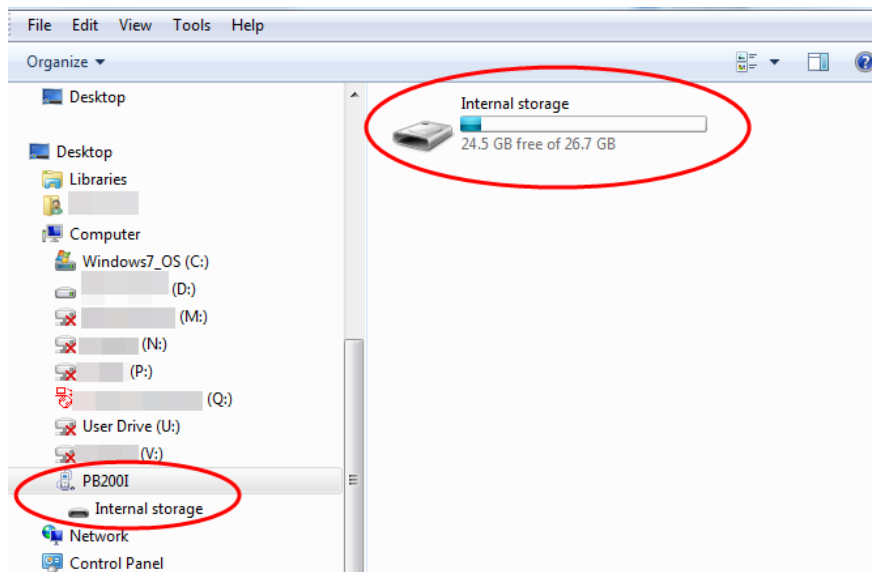 File Edit View Tools Help
Organize
Desktop
Desktop
Libraries
Computer
Windows7_OS (C:)
(D:)
(M:)
(N:)
(P:)
(Q:)
User Drive (U:)
(V:)
PB200I
Internal storage
Network
Control Panel
Internal storage
24.5 GB free of 26.7 GB